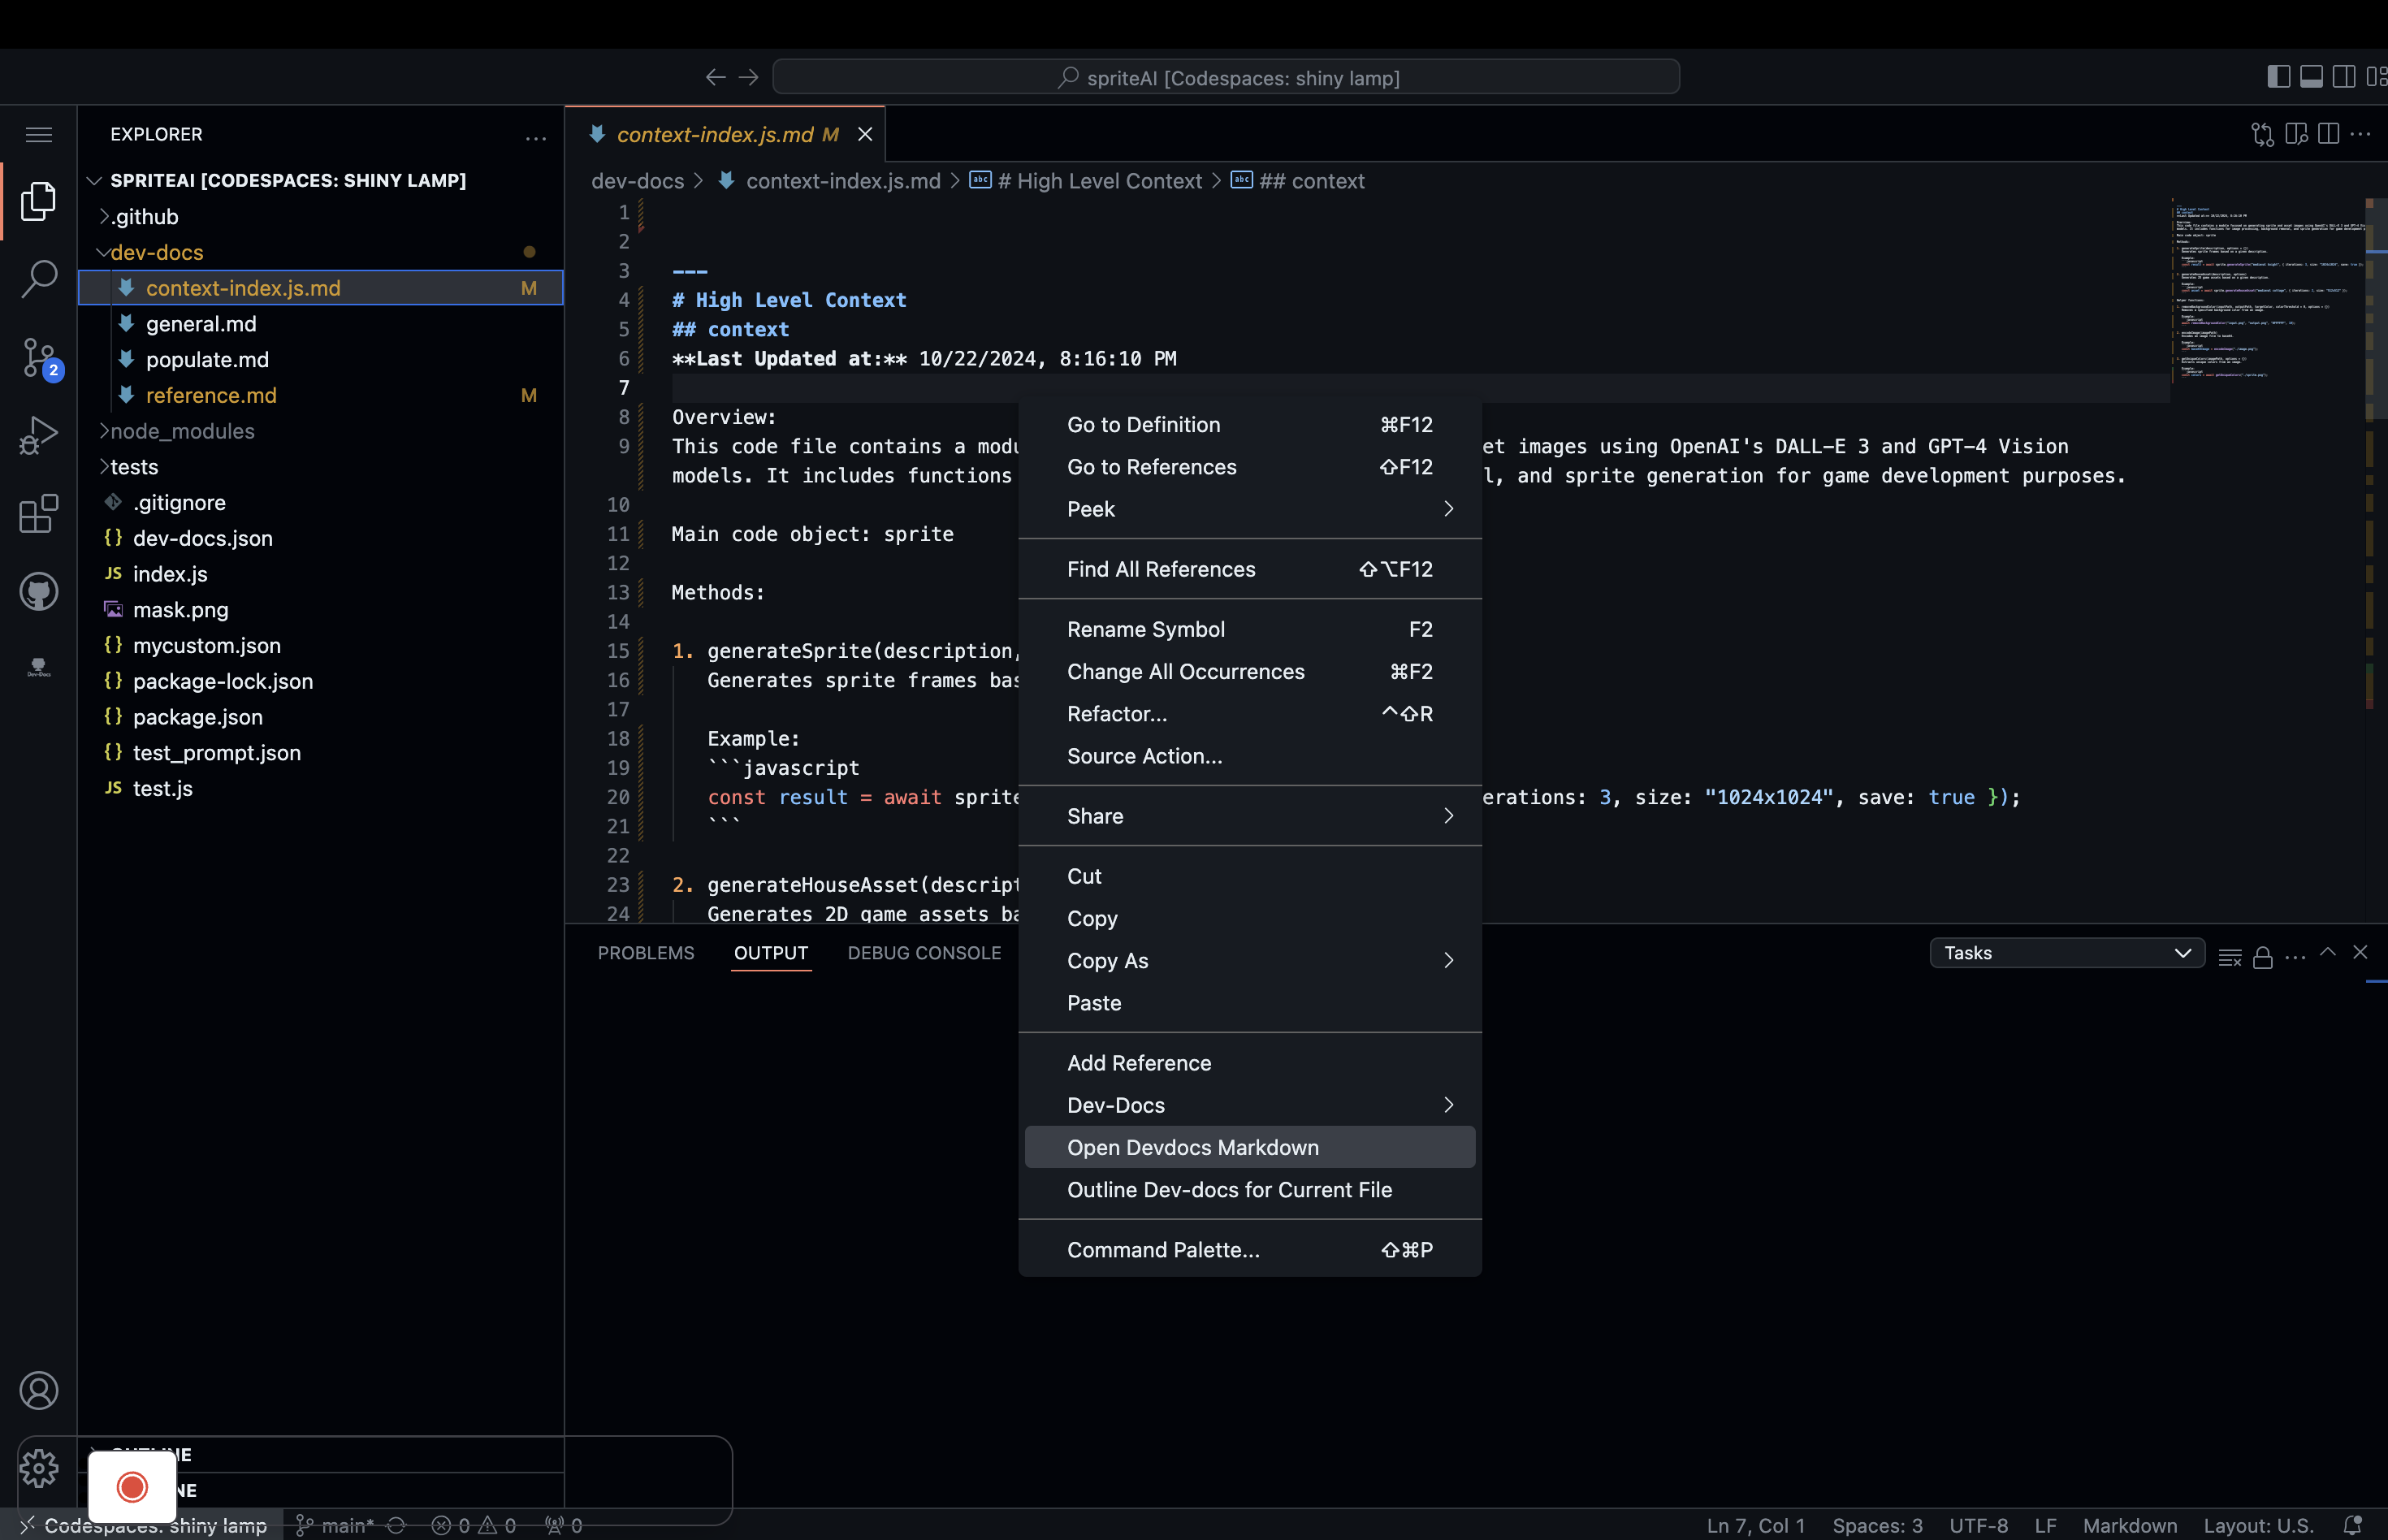 spriteAI [Codespaces: shiny lamp]
EXPLORER
SPRITEAI [CODESPACES: SHINY LAMP]
.github
dev-docs
context-index.js.md M
general.md
populate.md
reference.md M
node_modules
tests
.gitignore
dev-docs.json
index.js
mask.png
mycustom.json
package-lock.json
package.json
test_prompt.json
test.js
2
Dev-Docs
context-index.js.md M
dev-docs > context-index.js.md > # High Level Context > ## context
1
2
3 ---
4 # High Level Context
5 ## context
6 **Last Updated at:** 10/22/2024, 8:16:10 PM
7
8 Overview:
9 This code file contains a et images using OpenAI's DALL-E 3 and GPT-4 Vision
models. It includes functions l, and sprite generation for game development purposes.
10
11 Main code object: sprite
12
13 Methods:
14
15 1. generateSprite(description,
16 Generates sprite frames
17
18 Example:
19 ```javascript
20 const result = await sprite erations: 3, size: "1024x1024", save: true });
21 ```
22
23 2. generateHouseAsset(descript
24 Generates 2D game assets
Go to Definition ⌘F12
Go to References ⇧F12
Peek
Find All References ⇧⌥F12
Rename Symbol F2
Change All Occurrences ⌘F2
Refactor... ^⇧R
Source Action...
Share
Cut
Copy
Copy As
Paste
Add Reference
Dev-Docs
Open Devdocs Markdown
Outline Dev-docs for Current File
Command Palette... ⇧⌘P
PROBLEMS OUTPUT DEBUG CONSOLE
Tasks
Codespaces: shiny lamp main* 0 0 0
Ln 7, Col 1 Spaces: 3 UTF-8 LF Markdown Layout: U.S.